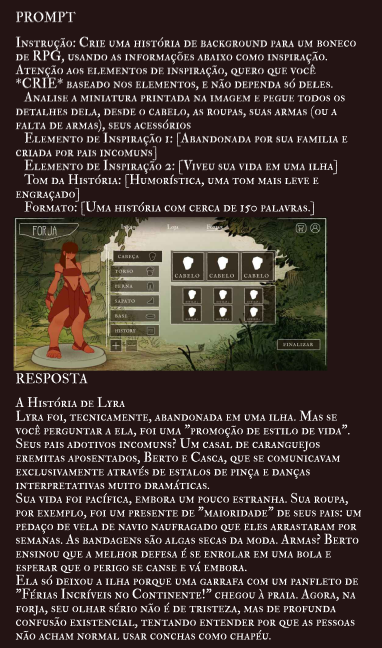 PROMPT
Instrução: Crie uma história de background para um boneco
de RPG, usando as informações abaixo como inspiração.
Atenção aos elementos de inspiração, quero que você
*CRIE* baseado nos elementos, e não dependa só deles.
Analise a miniatura printada na imagem e pegue todos os
detalhes dela, desde o cabelo, as roupas, suas armas (ou a
falta de armas), seus acessórios
Elemento de Inspiração 1: [Abandonada por sua familia e
criada por pais incomuns]
Elemento de Inspiração 2: [Viveu sua vida em uma ilha]
Tom da História: [Humorística, uma tom mais leve e
engraçado]
Formato: [Uma história com cerca de 150 palavras.]
FORJA
Loja
CABEÇA
TORSO
PERNA
SAPATO
BASE
CABELO CABELO CABELO
CABELO CABELO CABELO
CABELO CABELO CABELO
FINALIZAR
RESPOSTA
A História de Lyra
Lyra foi, tecnicamente, abandonada em uma ilha. Mas se
você perguntar a ela, foi uma "promoção de estilo de vida".
Seus pais adotivos incomuns? Um casal de caranguejos
eremitas aposentados, Berto e Casca, que se comunicavam
exclusivamente através de estalos de pinça e danças
interpretativas muito dramáticas.
Sua vida foi pacífica, embora um pouco estranha. Sua roupa,
por exemplo, foi um presente de "maioridade" de seus pais: um
pedaço de vela de navio naufragado que eles arrastaram por
semanas. As bandagens são algas secas da moda. Armas? Berto
ensinou que a melhor defesa é se enrolar em uma bola e
esperar que o perigo se canse e vá embora.
Ela só deixou a ilha porque uma garrafa com um panfleto de
"Férias Incríveis no Continente!" chegou à praia. Agora, na
forja, seu olhar sério não é de tristeza, mas de profunda
confusão existencial, tentando entender por que as pessoas
não acham normal usar conchas como chapéu.